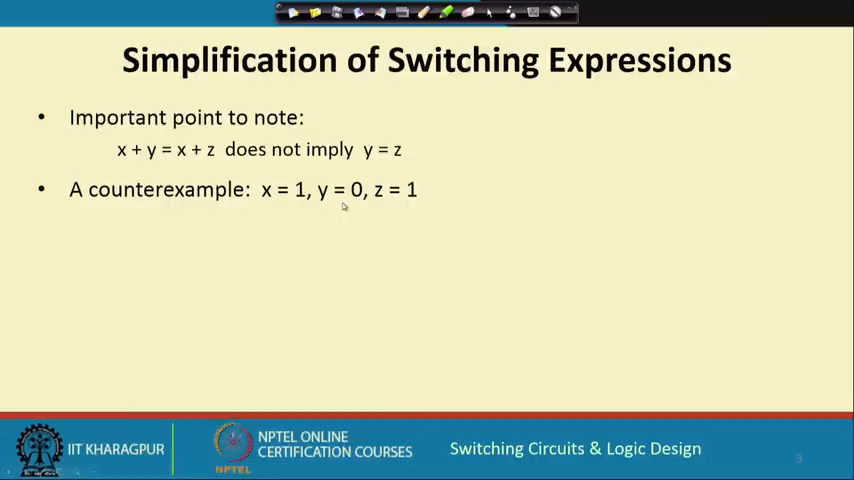 Simplification of Switching Expressions
• Important point to note:
x + y = x + z does not imply y = z
• A counterexample: x = 1, y = 0, z = 1
IIT KHARAGPUR
NPTEL
NPTEL ONLINE
CERTIFICATION COURSES
Switching Circuits & Logic Design
3